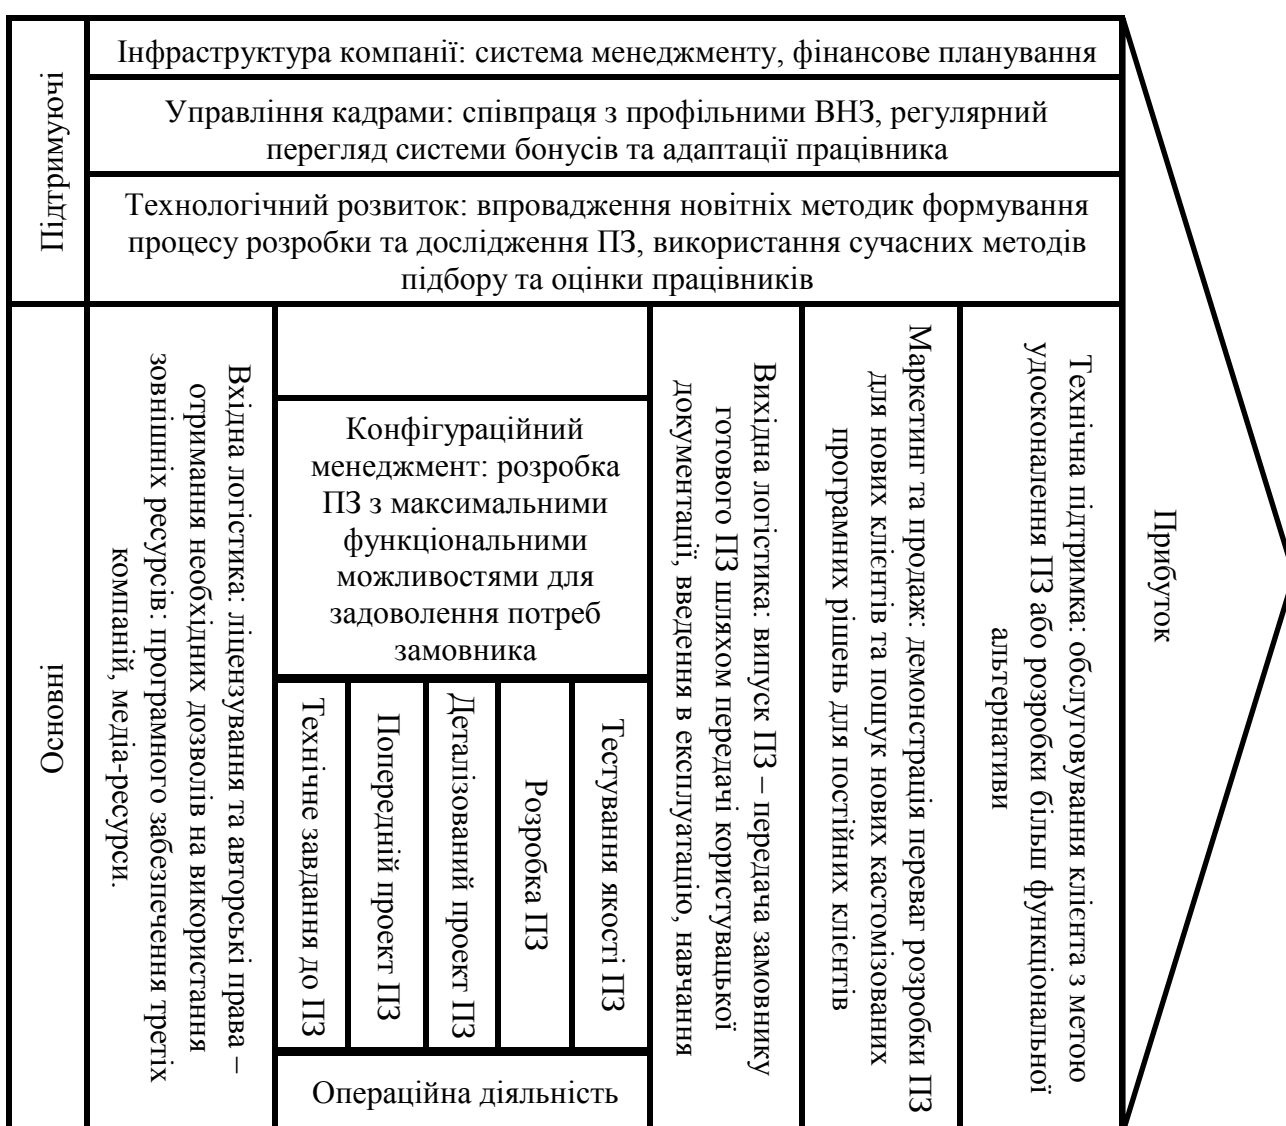 Підтримуючі
Інфраструктура компанії: система менеджменту, фінансове планування
Управління кадрами: співпраця з профільними ВНЗ, регулярний
перегляд системи бонусів та адаптації працівника
Технологічний розвиток: впровадження новітніх методик формування
процесу розробки та дослідження ПЗ, використання сучасних методів
підбору та оцінки працівників
Основні
Вхідна логістика: ліцензування та авторські права –
отримання необхідних дозволів на використання
зовнішніх ресурсів: програмного забезпечення третіх
компаній, медіа-ресурси.
Конфігураційний
менеджмент: розробка
ПЗ з максимальними
функціональними
можливостями для
задоволення потреб
замовника
Технічне завдання до ПЗ
Попередній проект ПЗ
Деталізований проект ПЗ
Розробка ПЗ
Тестування якості ПЗ
Операційна діяльність
Вихідна логістика: випуск ПЗ – передача замовнику
готового ПЗ шляхом передачі користувацької
документації, введення в експлуатацію, навчання
Маркетинг та продаж: демонстрація переваг розробки ПЗ
для нових клієнтів та пошук нових кастомізованих
програмних рішень для постійних клієнтів
Технічна підтримка: обслуговування клієнта з метою
удосконалення ПЗ або розробки більш функціональної
альтернативи
Прибуток